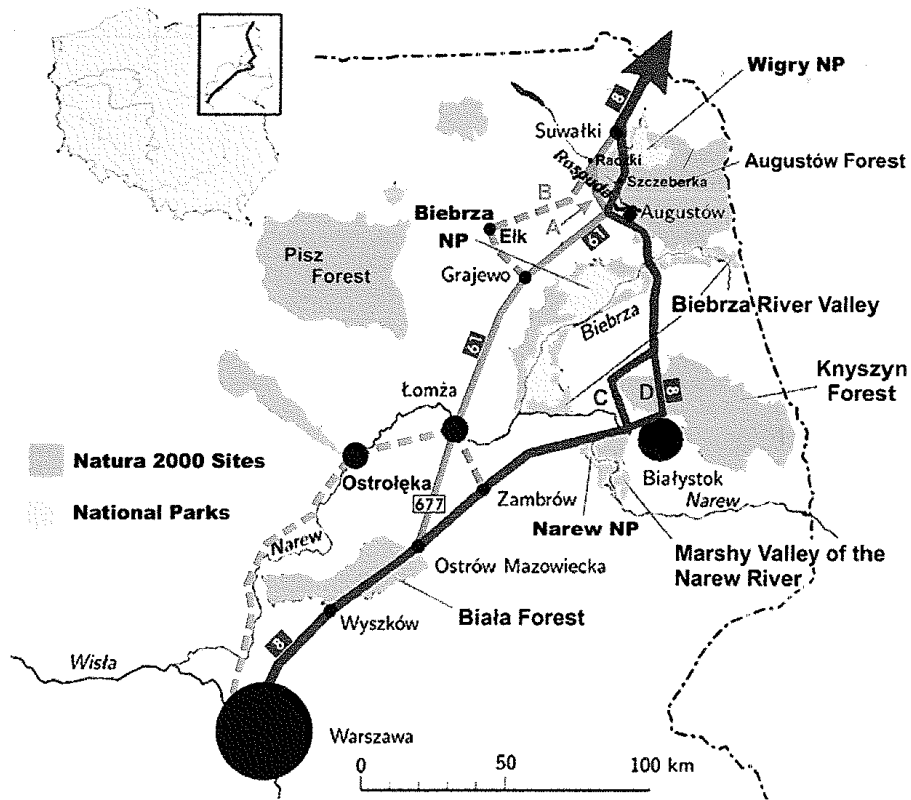 Wigry NP
8
Suwałki
Raczki
Augustów Forest
Rospuda
Szczeberka
B
A
Augustów
Biebrza
NP
Ełk
61
Pisz
Forest
Grajewo
Biebrza River Valley
Biebrza
61
Knyszyn
Forest
C
D
8
Łomża
Natura 2000 Sites
Ostrołęka
Białystok
National Parks
677
Zambrów
Narew
Narew NP
Narew
Marshy Valley of the
Narew River
Ostrów Mazowiecka
Biała Forest
Wyszków
8
Wisła
Warszawa
0
50
100 km